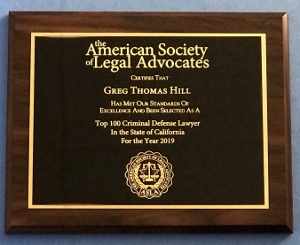 the
American Society
of Legal Advocates
CERTIFIES THAT
GREG THOMAS HILL
HAS MET OUR STANDARDS OF
EXCELLENCE AND BEEN SELECTED AS A
Top 100 Criminal Defense Lawyer
In the State of California
For the Year 2019
ASLA